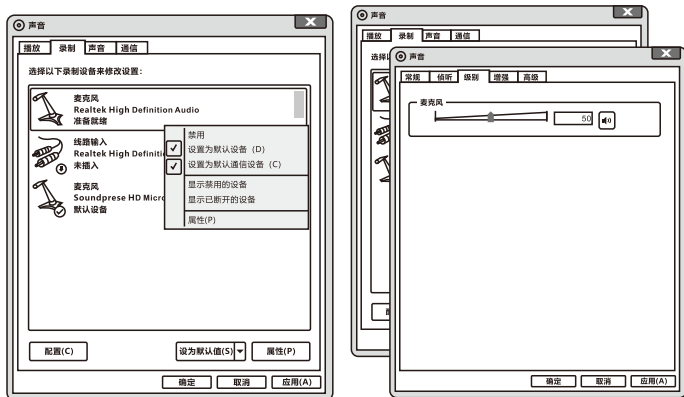 声音
播放 录制 声音 通信
选择以下录制设备来修改设置：
麦克风
Realtek High Definition Audio
准备就绪
线路输入
Realtek High Definiti
未插入
麦克风
Soundprese HD Micr
默认设备
禁用
设置为默认设备（D）
设置为默认通信设备（C）
显示禁用的设备
显示已断开的设备
属性(P)
配置(C) 设为默认值(S) 属性(P)
确定 取消 应用(A)
声音
播放 录制 声音 通信
选择
声音
常规 侦听 级别 增强 高级
麦克风
50
确定 取消 应用(A)